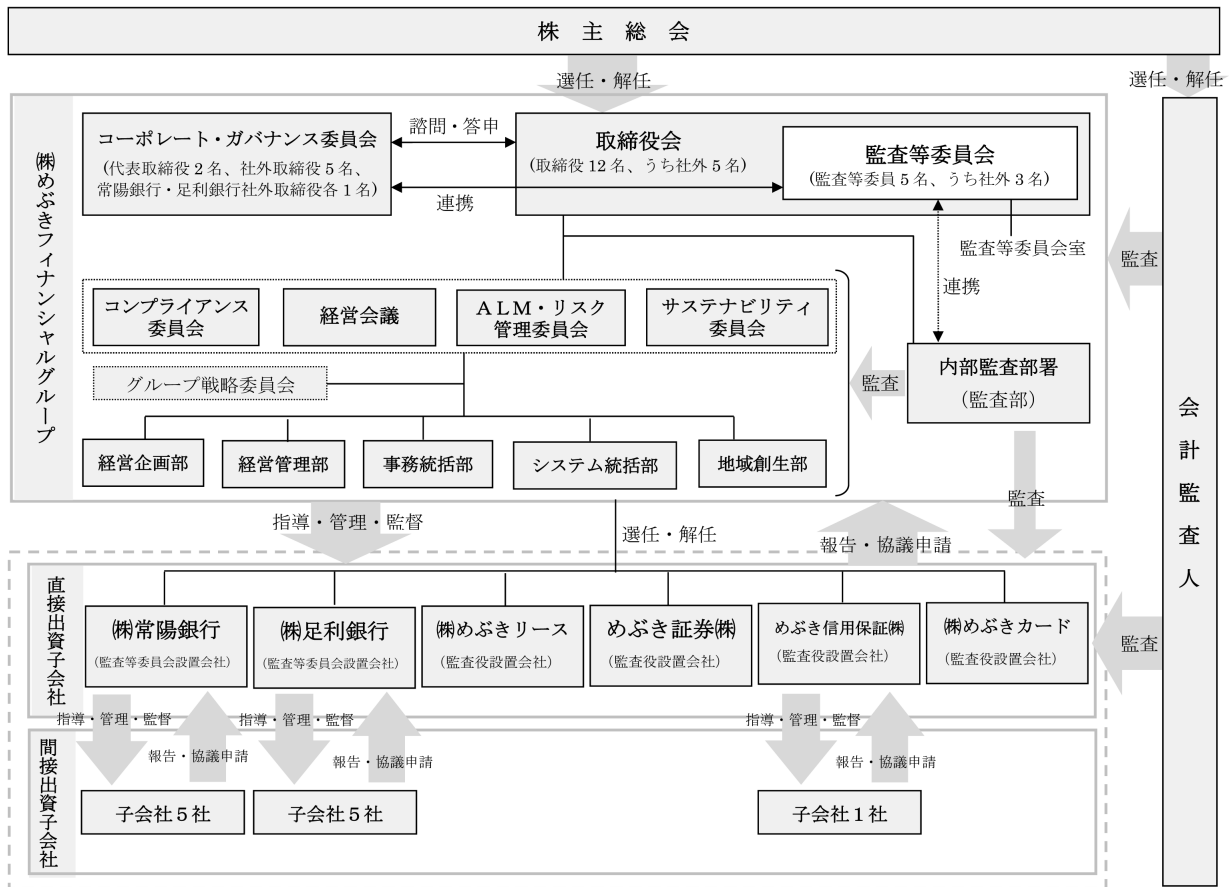 株 主 総 会
選任・解任
選任・解任
㈱めぶきフィナンシャルグループ
コーポレート・ガバナンス委員会
(代表取締役 2 名、社外取締役 5 名、
常陽銀行・足利銀行社外取締役各 1 名)
諮問・答申
連携
取締役会
(取締役 12 名、うち社外 5 名)
監査等委員会
(監査等委員 5 名、うち社外 3 名)
監査等委員会室
連携
監査
コンプライアンス
委員会
経営会議
ＡＬＭ・リスク
管理委員会
サステナビリティ
委員会
グループ戦略委員会
監査
内部監査部署
（監査部）
経営企画部
経営管理部
事務統括部
システム統括部
地域創生部
会計監査人
指導・管理・監督
選任・解任
報告・協議申請
監査
直接出資子会社
㈱常陽銀行
(監査等委員会設置会社)
㈱足利銀行
(監査等委員会設置会社)
㈱めぶきリース
(監査役設置会社)
めぶき証券㈱
(監査役設置会社)
めぶき信用保証㈱
(監査役設置会社)
㈱めぶきカード
(監査役設置会社)
監査
指導・管理・監督
報告・協議申請
指導・管理・監督
報告・協議申請
指導・管理・監督
報告・協議申請
間接出資子会社
子会社５社
子会社５社
子会社１社